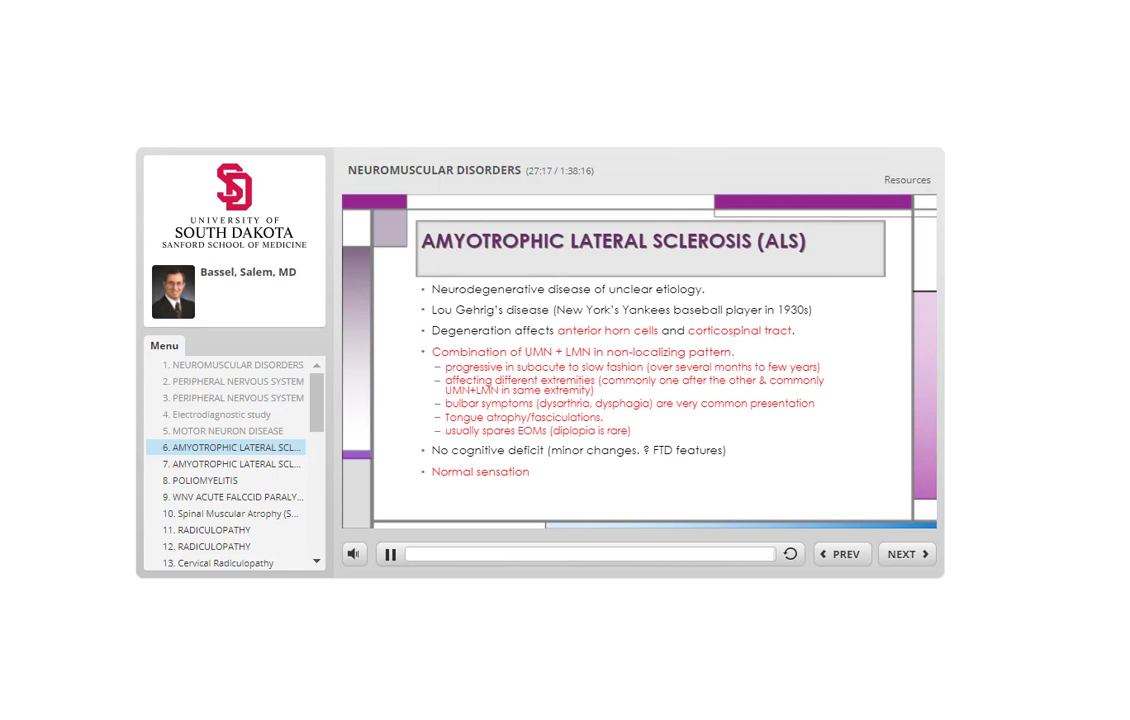 UNIVERSITY OF
SOUTH DAKOTA
SANFORD SCHOOL OF MEDICINE
Bassel, Salem, MD
Menu
1. NEUROMUSCULAR DISORDERS
2. PERIPHERAL NERVOUS SYSTEM
3. PERIPHERAL NERVOUS SYSTEM
4. Electrodiagnostic study
5. MOTOR NEURON DISEASE
6. AMYOTROPHIC LATERAL SCL...
7. AMYOTROPHIC LATERAL SCL...
8. POLIOMYELITIS
9. WNV ACUTE FALCCID PARALY...
10. Spinal Muscular Atrophy (S...
11. RADICULOPATHY
12. RADICULOPATHY
13. Cervical Radiculopathy
NEUROMUSCULAR DISORDERS (27:17 / 1:38:16)
Resources
AMYOTROPHIC LATERAL SCLEROSIS (ALS)
• Neurodegenerative disease of unclear etiology.
• Lou Gehrig's disease (New York's Yankees baseball player in 1930s)
• Degeneration affects anterior horn cells and corticospinal tract.
• Combination of UMN + LMN in non-localizing pattern.
– progressive in subacute to slow fashion (over several months to few years)
– affecting different extremities (commonly one after the other & commonly
UMN+LMN in same extremity)
– bulbar symptoms (dysarthria, dysphagia) are very common presentation
– Tongue atrophy/fasciculations.
– usually spares EOMs (diplopia is rare)
• No cognitive deficit (minor changes. ? FTD features)
• Normal sensation
PREV
NEXT